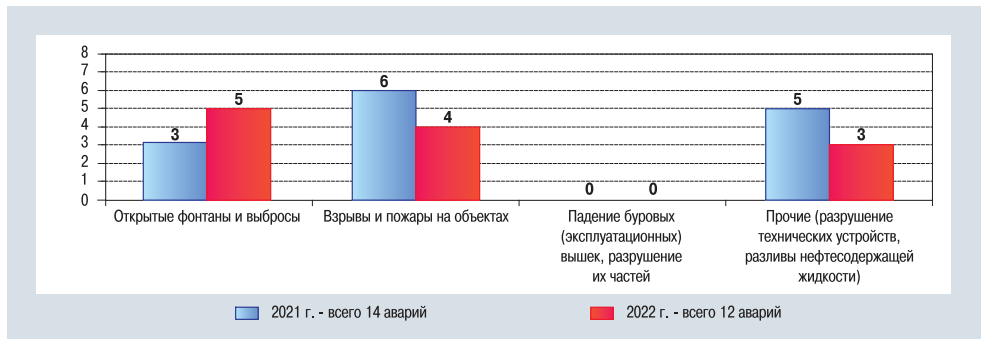 8
7
6
5
4
3
2
1
0
3
5
6
4
0
0
5
3
Открытые фонтаны и выбросы
Взрывы и пожары на объектах
Падение буровых
(эксплуатационных)
вышек, разрушение
их частей
Прочие (разрушение
технических устройств,
разливы нефтесодержащей
жидкости)
2021 г. - всего 14 аварий
2022 г. - всего 12 аварий